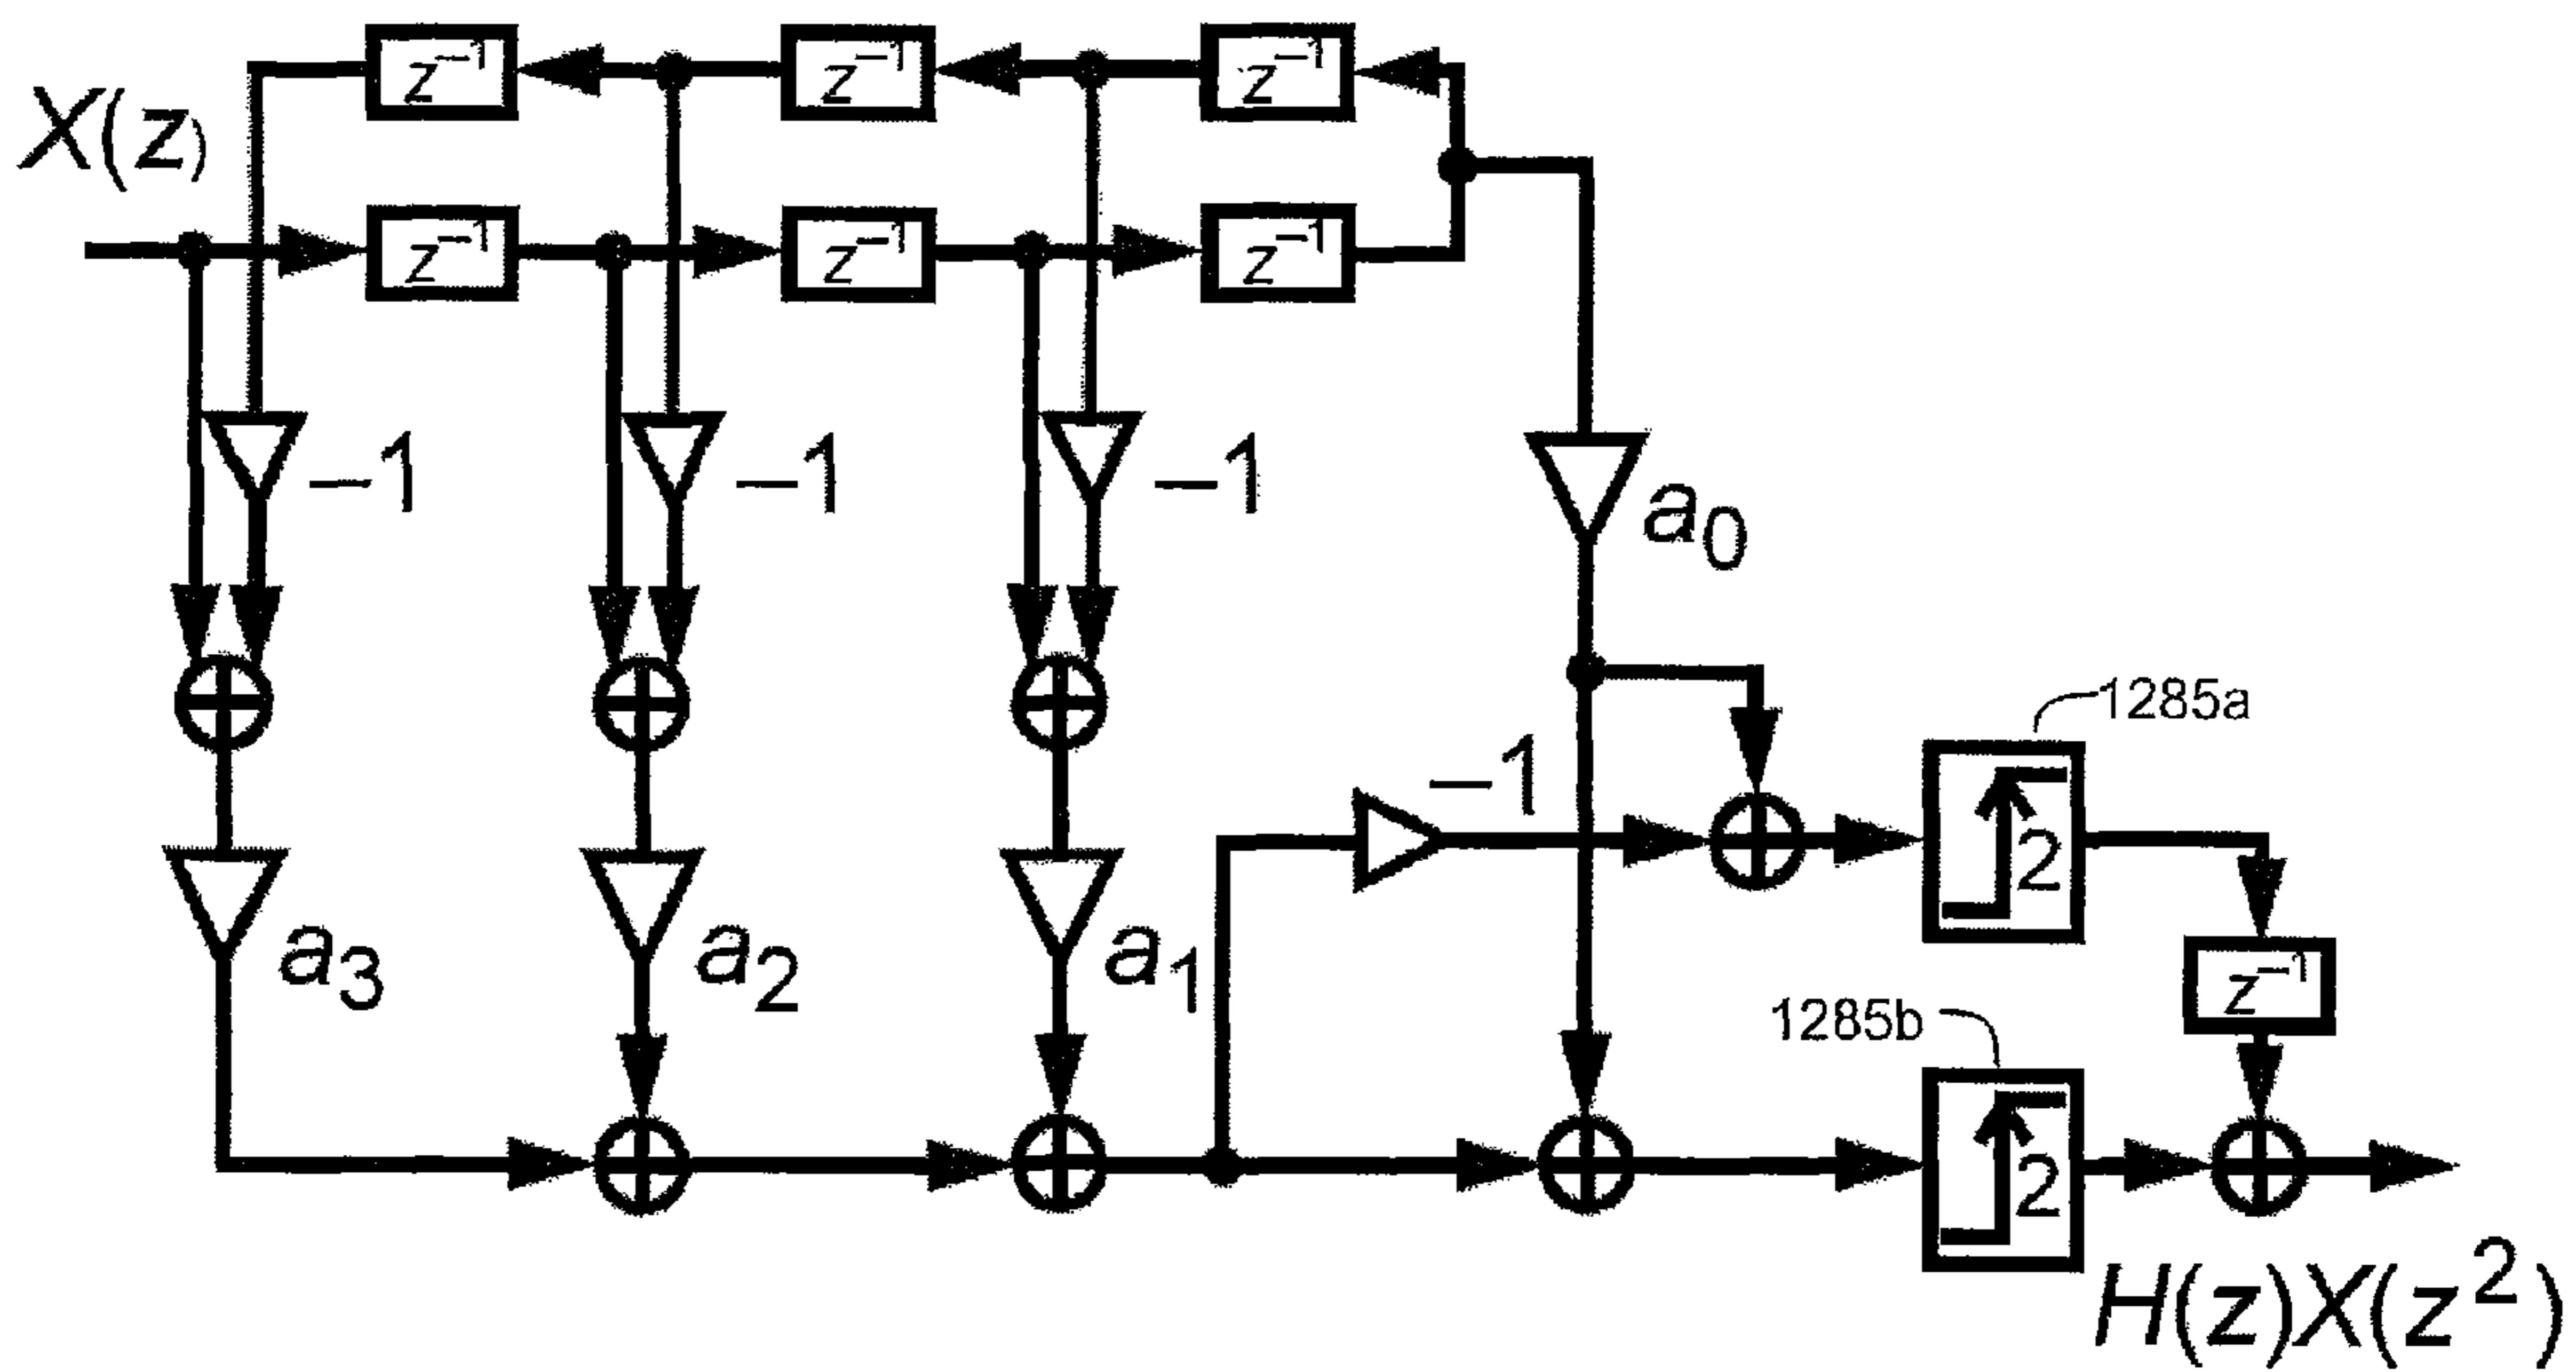 z⁻¹ z⁻¹ z⁻¹
X(z)
z⁻¹ z⁻¹ z⁻¹
–1 –1 –1 a₀
1285a
–1
2
a₃ a₂ a₁ z⁻¹
1285b
2
H(z)X(z²)